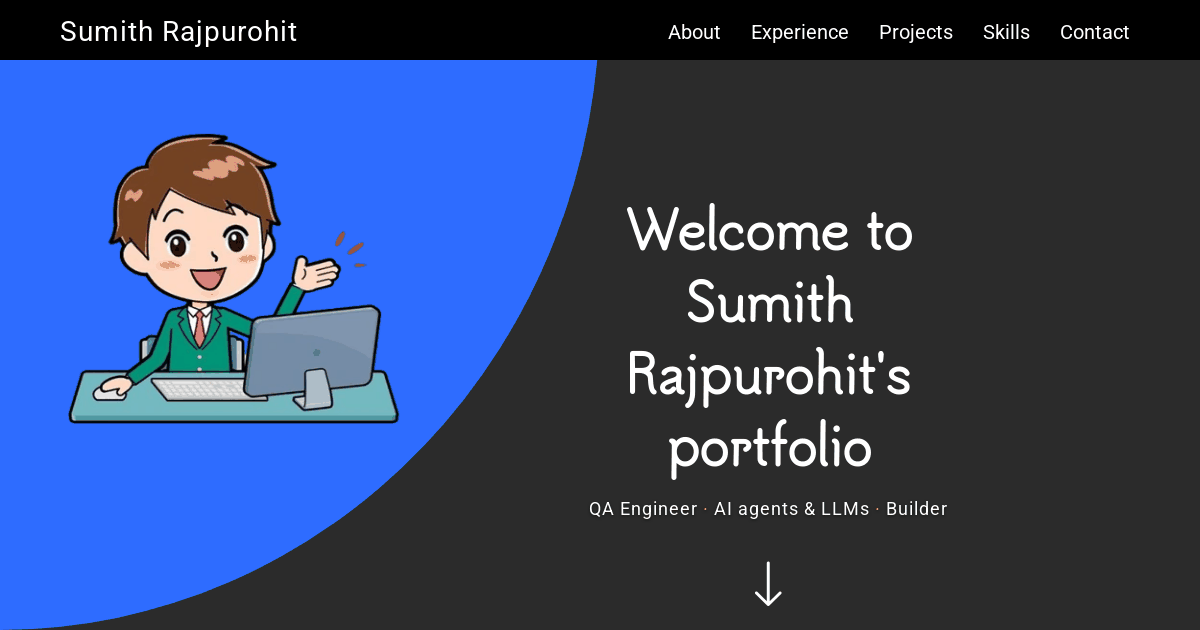 Sumith Rajpurohit
About Experience Projects Skills Contact
Welcome to
Sumith
Rajpurohit's
portfolio
QA Engineer · AI agents & LLMs · Builder